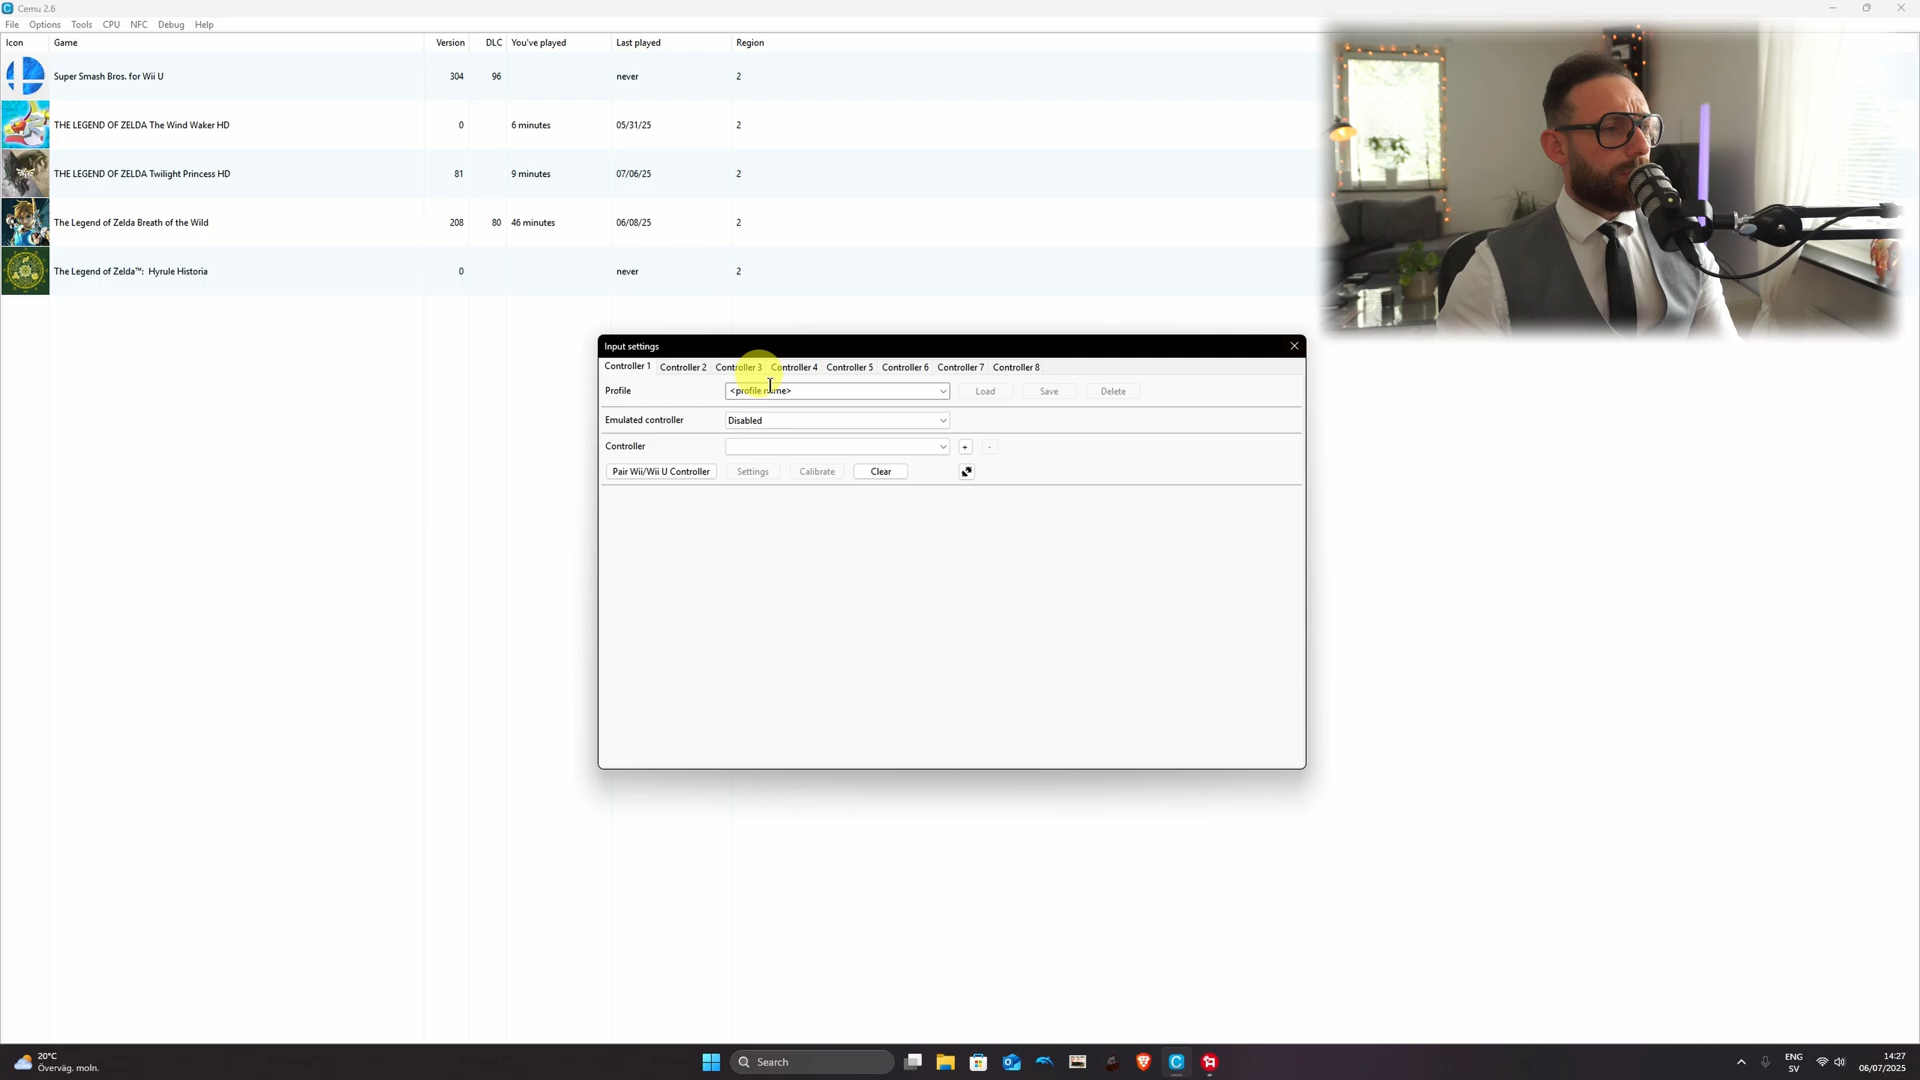 Cemu 2.6
File Options Tools CPU NFC Debug Help
Icon Game Version DLC You've played Last played Region
Super Smash Bros. for Wii U 304 96 never 2
THE LEGEND OF ZELDA The Wind Waker HD 0 6 minutes 05/31/25 2
THE LEGEND OF ZELDA Twilight Princess HD 81 9 minutes 07/06/25 2
The Legend of Zelda Breath of the Wild 208 80 46 minutes 06/08/25 2
The Legend of Zelda™: Hyrule Historia 0 never 2
Input settings
Controller 1 Controller 2 Controller 3 Controller 4 Controller 5 Controller 6 Controller 7 Controller 8
Profile <profile name> Load Save Delete
Emulated controller Disabled
Controller + -
Pair Wii/Wii U Controller Settings Calibrate Clear
20°C
Överväg. moln.
Search
ENG
SV
14:27
06/07/2025